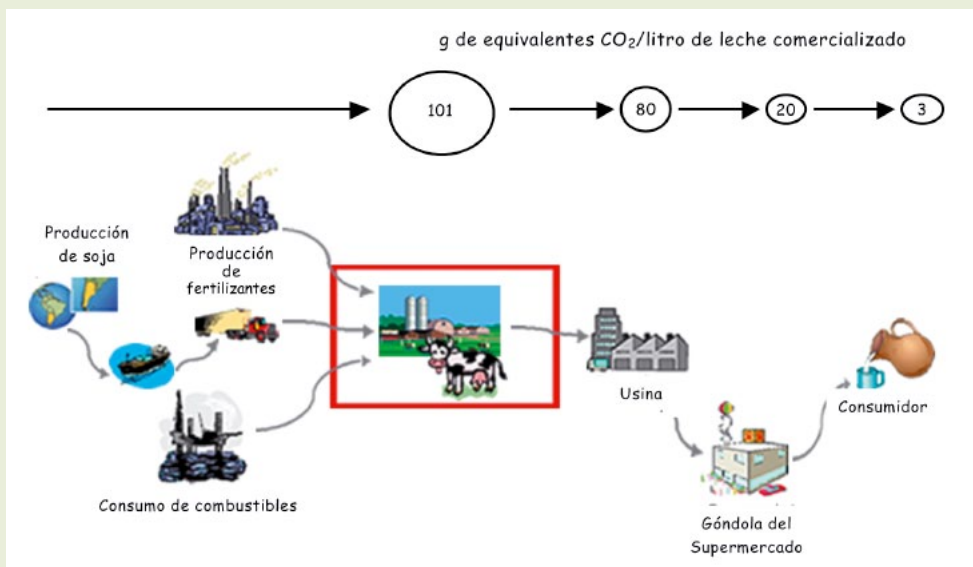 g de equivalentes CO₂/litro de leche comercializado
101
80
20
3
Producción
de soja
Producción
de
fertilizantes
Usina
Consumidor
Consumo de combustibles
Góndola del
Supermercado